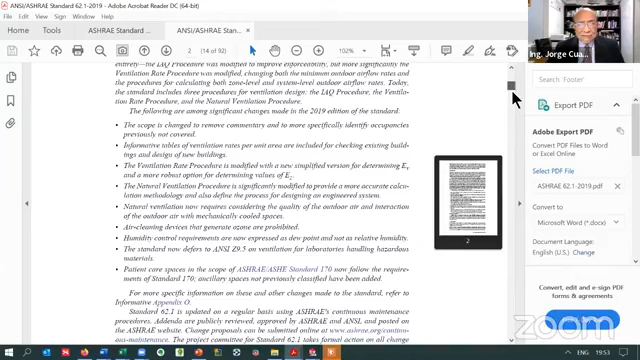 ANSI/ASHRAE Standard 62.1-2019 - Adobe Acrobat Reader DC (64-bit)
File Edit View Sign Window Help
Home Tools ASHRAE Standard ... ANSI/ASHRAE Stan... ×
2 (14 of 92) 102%
Ing. Jorge Cua...
entirely—the IAQ Procedure was modified to improve enforceability, but more significantly the
Ventilation Rate Procedure was modified, changing both the minimum outdoor airflow rates and
the procedures for calculating both zone-level and system-level outdoor airflow rates. Today,
the standard includes three procedures for ventilation design: the IAQ Procedure, the Ventila-
tion Rate Procedure, and the Natural Ventilation Procedure.
The following are among significant changes made in the 2019 edition of the standard:
• The scope is changed to remove commentary and to more specifically identify occupancies
previously not covered.
• Informative tables of ventilation rates per unit area are included for checking existing build-
ings and design of new buildings.
• The Ventilation Rate Procedure is modified with a new simplified version for determining Ev
and a more robust option for determining values of Ez.
• The Natural Ventilation Procedure is significantly modified to provide a more accurate calcu-
lation methodology and also define the process for designing an engineered system.
• Natural ventilation now requires considering the quality of the outdoor air and interaction
of the outdoor air with mechanically cooled spaces.
• Air-cleaning devices that generate ozone are prohibited.
• Humidity control requirements are now expressed as dew point and not as relative humidity.
• The standard now defers to ANSI Z9.5 on ventilation for laboratories handling hazardous
materials.
• Patient care spaces in the scope of ASHRAE/ASHE Standard 170 now follow the require-
ments of Standard 170; ancillary spaces not previously classified have been added.
For more specific information on these and other changes made to the standard, refer to
Informative Appendix O.
Standard 62.1 is updated on a regular basis using ASHRAE's continuous maintenance
procedures. Addenda are publicly reviewed, approved by ASHRAE and ANSI, and posted on
the ASHRAE website. Change proposals can be submitted online at www.ashrae.org/continu-
ous-maintenance. The project committee for Standard 62.1 takes formal action on all change
2
Search 'Footer'
Export PDF
Adobe Export PDF
Convert PDF Files to Word
or Excel Online
Select PDF File
ASHRAE 62.1-2019.pdf ×
Convert to
Microsoft Word (*.docx)
Document Language:
English (U.S.) Change
Convert, edit and e-sign PDF
forms & agreements
zoom
ENG 19:53